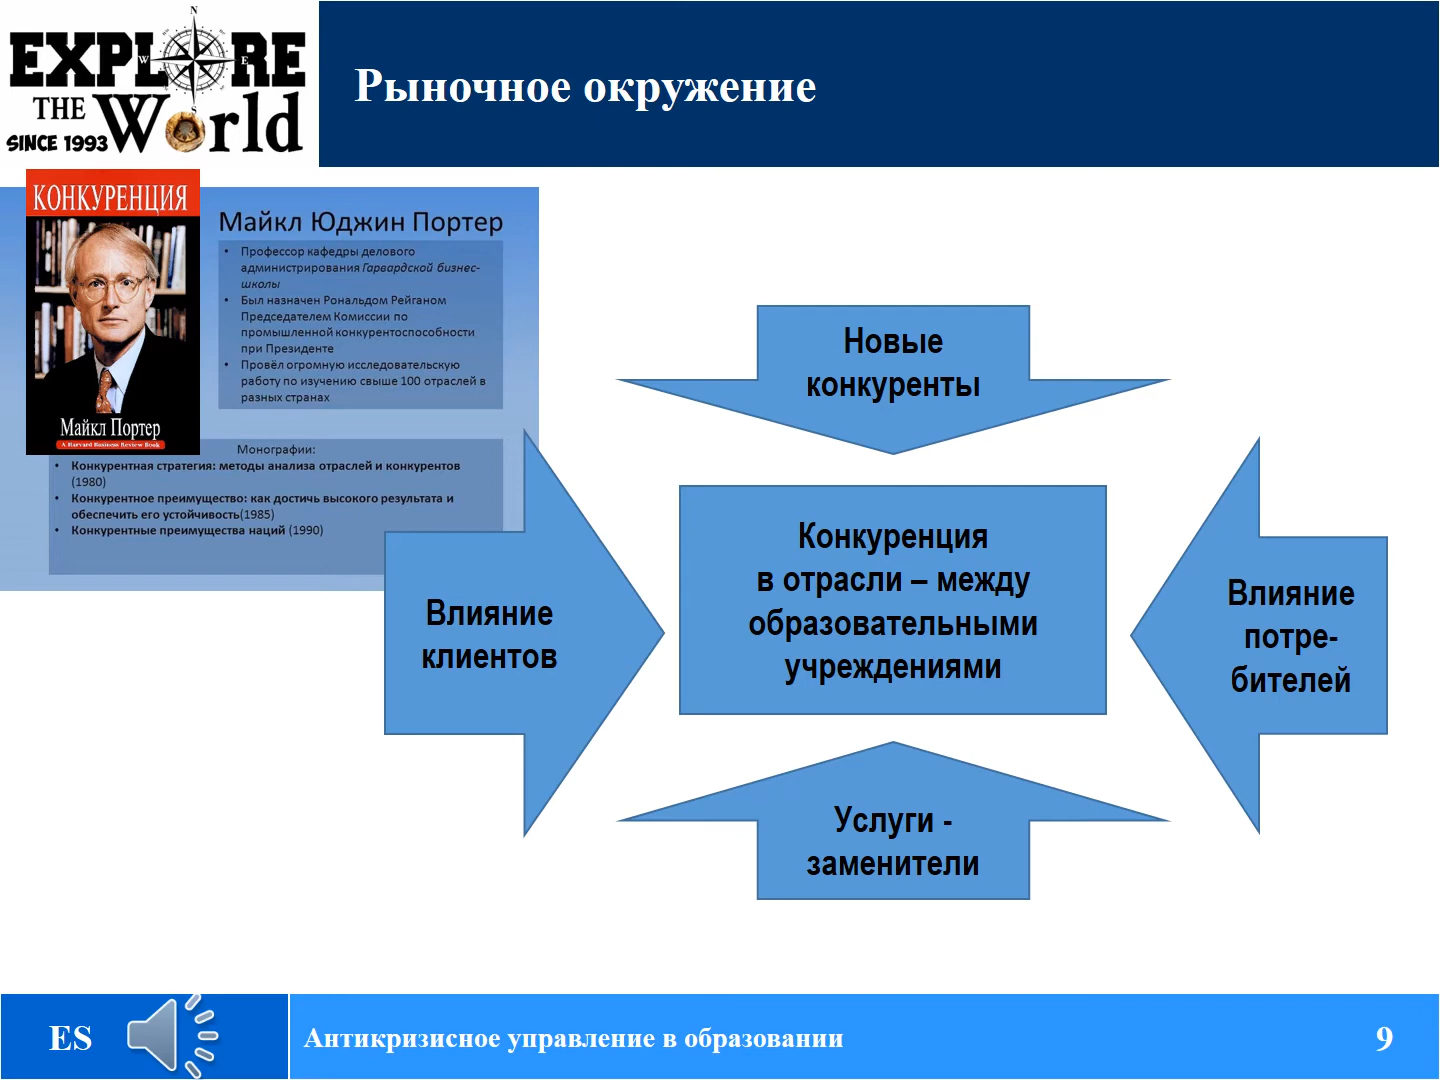 N
EXPLORE
W E
THE
S
World
SINCE 1993
Рыночное окружение
КОНКУРЕНЦИЯ
Майкл Портер
A Harvard Business Review Book
Майкл Юджин Портер
• Профессор кафедры делового
администрирования Гарвардской бизнес-
школы
• Был назначен Рональдом Рейганом
Председателем Комиссии по
промышленной конкурентоспособности
при Президенте
• Провёл огромную исследовательскую
работу по изучению свыше 100 отраслей в
разных странах
Монографии:
• Конкурентная стратегия: методы анализа отраслей и конкурентов
(1980)
• Конкурентное преимущество: как достичь высокого результата и
обеспечить его устойчивость(1985)
• Конкурентные преимущества наций (1990)
Новые
конкуренты
Влияние
клиентов
Конкуренция
в отрасли – между
образовательными
учреждениями
Влияние
потре-
бителей
Услуги -
заменители
ES
Антикризисное управление в образовании
9